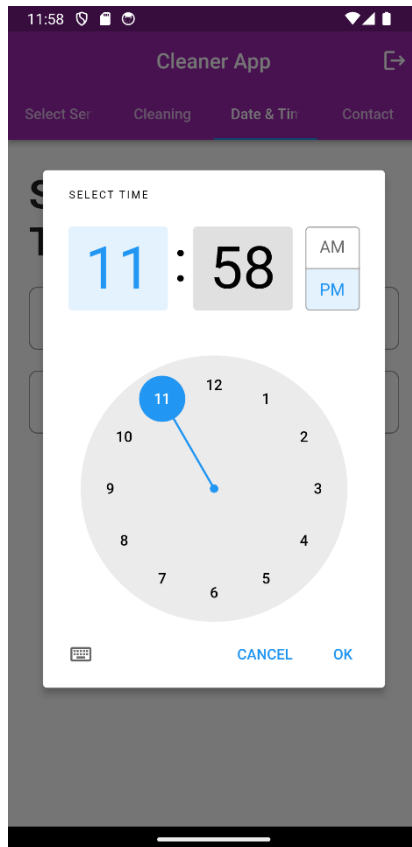 11:58
Cleaner App
Select Ser
Cleaning
Date & Tin
Contact
S
T
SELECT TIME
11 : 58
AM
PM
12
1
2
3
4
5
6
7
8
9
10
11
CANCEL
OK